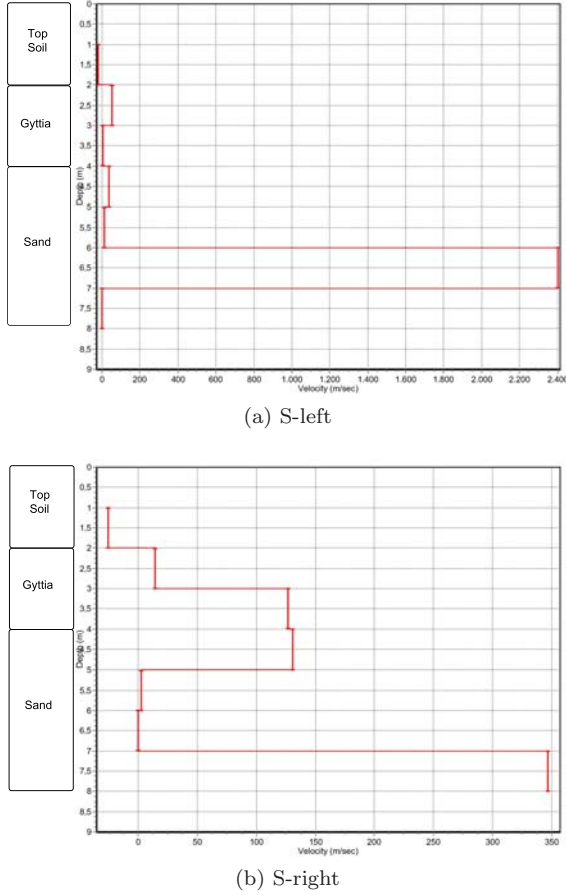 Top
Soil
Gyttia
Sand
Depth (m)
0
0,5
1
1,5
2
2,5
3
3,5
4
4,5
5
5,5
6
6,5
7
7,5
8
8,5
9
0 200 400 600 800 1.000 1.200 1.400 1.600 1.800 2.000 2.200 2.400
Velocity (m/sec)
(a) S-left
Top
Soil
Gyttia
Sand
Depth (m)
0
0,5
1
1,5
2
2,5
3
3,5
4
4,5
5
5,5
6
6,5
7
7,5
8
8,5
9
0 50 100 150 200 250 300 350
Velocity (m/sec)
(b) S-right